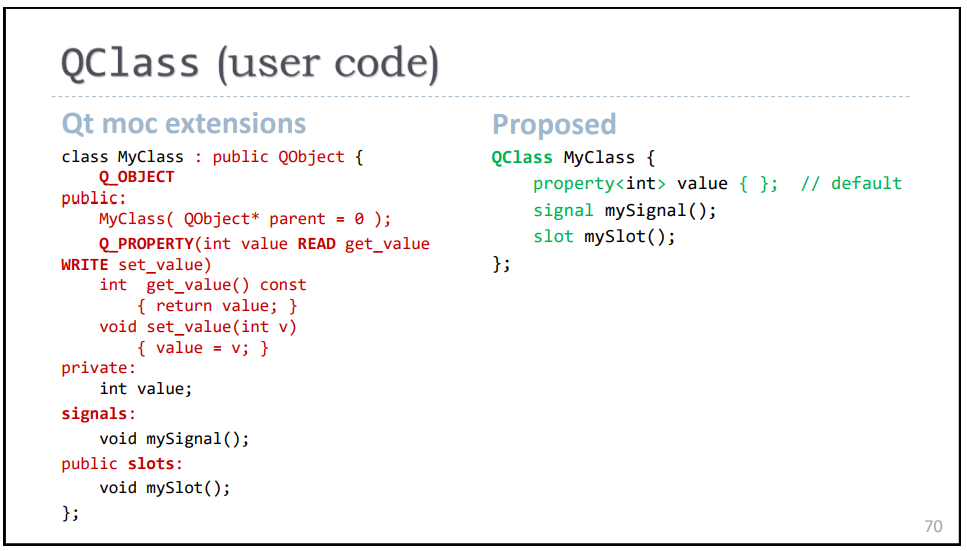 QClass (user code)
Qt moc extensions
class MyClass : public QObject {
Q_OBJECT
public:
MyClass( QObject* parent = 0 );
Q_PROPERTY(int value READ get_value
WRITE set_value)
int  get_value() const
{ return value; }
void set_value(int v)
{ value = v; }
private:
int value;
signals:
void mySignal();
public slots:
void mySlot();
};
Proposed
QClass MyClass {
property<int> value { };  // default
signal mySignal();
slot mySlot();
};
70